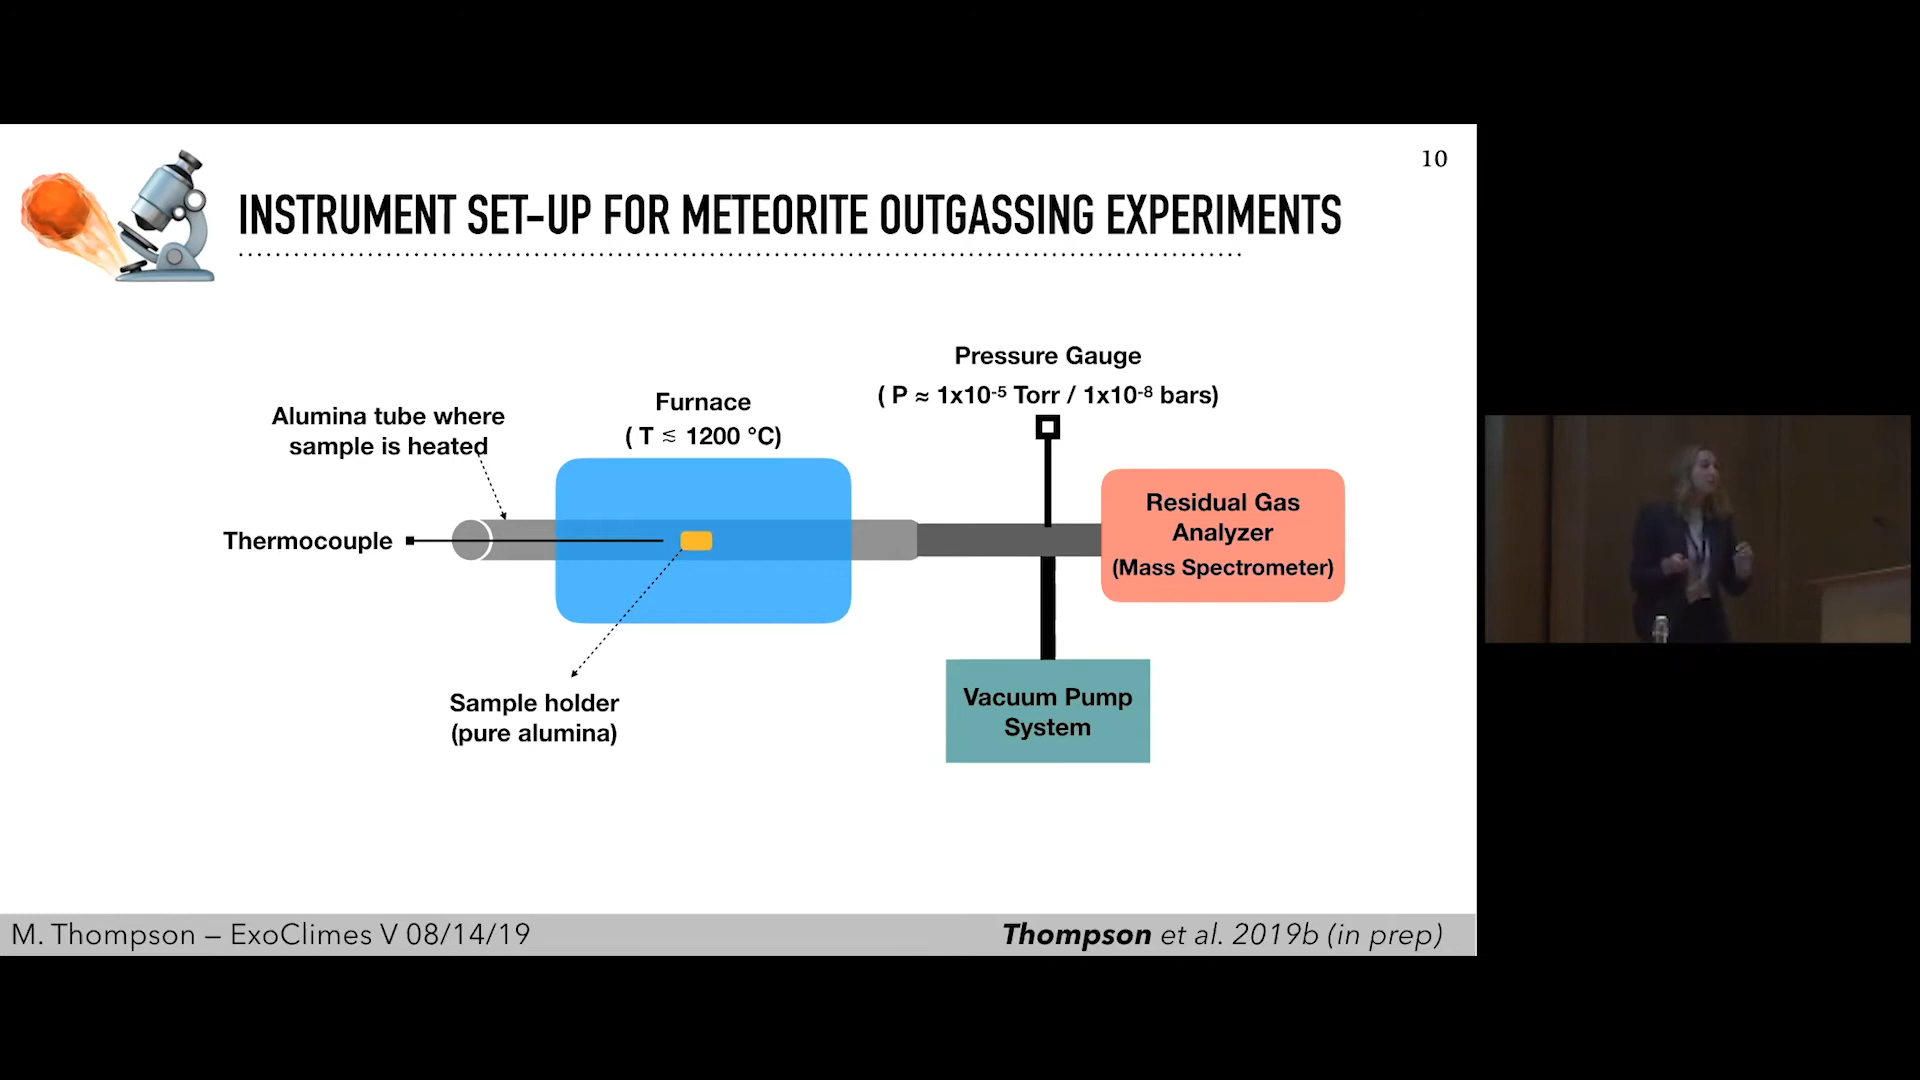 10
INSTRUMENT SET-UP FOR METEORITE OUTGASSING EXPERIMENTS
Pressure Gauge
( P ≈ 1x10⁻⁵ Torr / 1x10⁻⁸ bars)
Furnace
( T ≲ 1200 °C)
Alumina tube where
sample is heated
Thermocouple
Residual Gas
Analyzer
(Mass Spectrometer)
Sample holder
(pure alumina)
Vacuum Pump
System
M. Thompson – ExoClimes V 08/14/19
Thompson et al. 2019b (in prep)